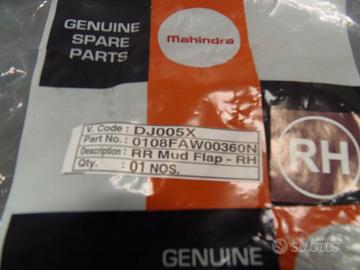 GENUINE
SPARE
PARTS
Mahindra
V. Code : DJ005X
Part No. : 0108FAW00360N
Description : RR Mud Flap - RH
Qty. : 01 NOS.
RH
GENUINE
subito